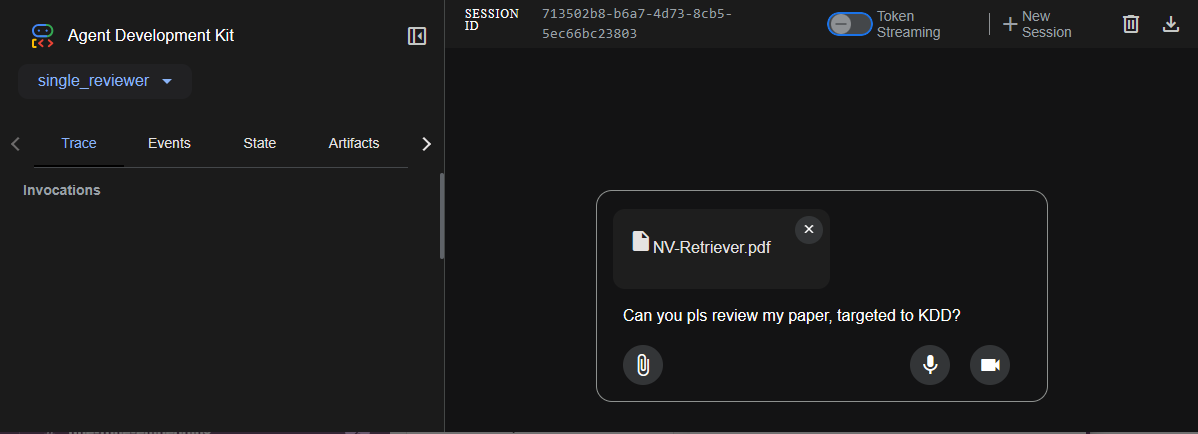 Agent Development Kit
single_reviewer
Trace Events State Artifacts
Invocations
SESSION ID 713502b8-b6a7-4d73-8cb5-5ec66bc23803
Token Streaming
New Session
NV-Retriever.pdf
Can you pls review my paper, targeted to KDD?